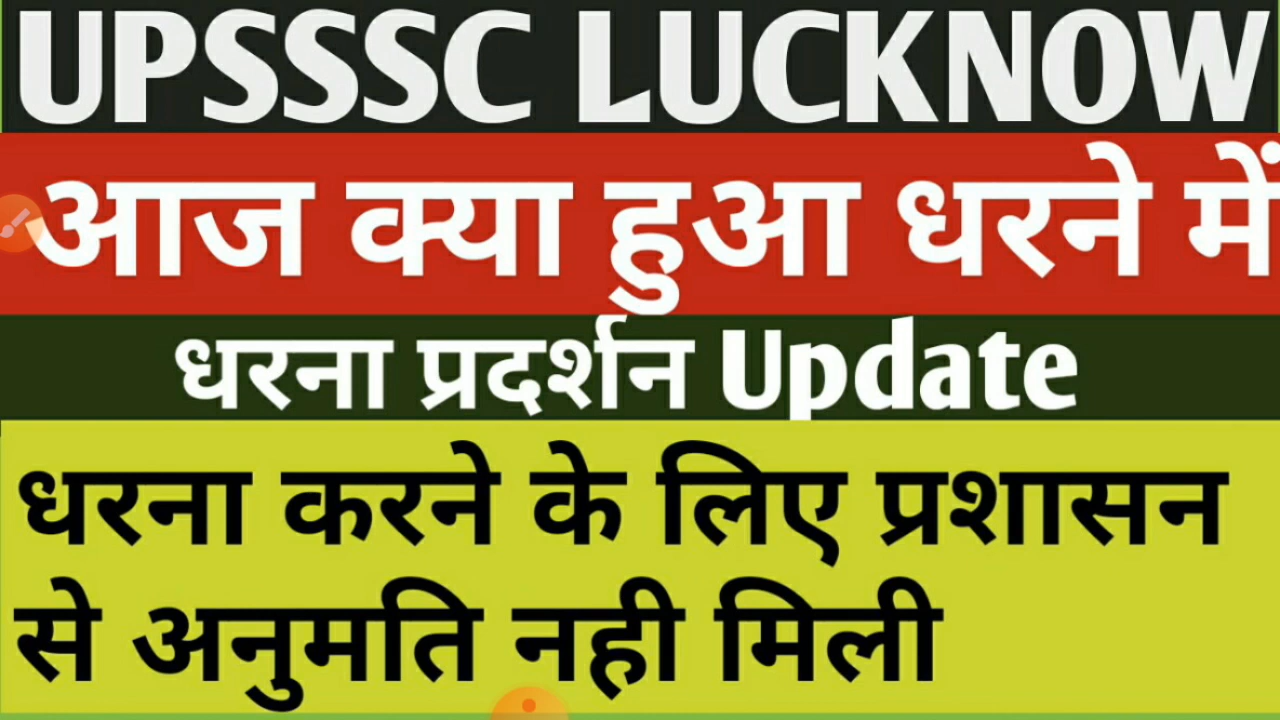 UPSSSC LUCKNOW
आज क्या हुआ धरने में
धरना प्रदर्शन Update
धरना करने के लिए प्रशासन
से अनुमति नही मिली